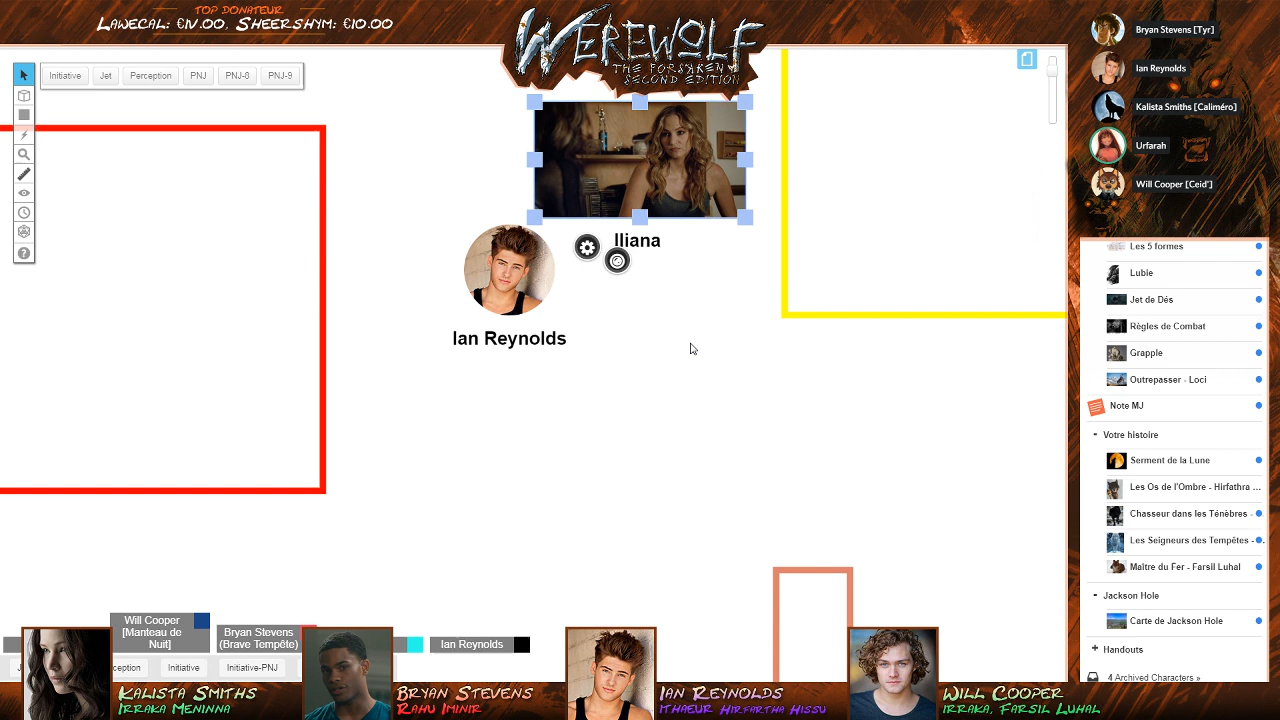 TOP DONATEUR
LAWECAL: €10.00, SHEERSHYM: €10.00
WEREWOLF
THE FORSAKEN
SECOND EDITION
Initiative
Jet
Perception
PNJ
PNJ-8
PNJ-9
Iliana
Ian Reynolds
Bryan Stevens [Tyr]
Ian Reynolds
Kalista Smiths [Caliméro]
Urfarah
Will Cooper [Ceid']
Les 5 formes
Lubie
Jet de Dés
Règles de Combat
Grapple
Outrepasser - Loci
Note MJ
Votre histoire
Serment de la Lune
Les Os de l'Ombre - Hirfathra ...
Chasseur dans les Ténèbres -
Les Seigneurs des Tempêtes -
Maître du Fer - Farsil Luhal
Jackson Hole
Carte de Jackson Hole
Handouts
4 Archived Characters »
Will Cooper
[Manteau de
Nuit]
Bryan Stevens
(Brave Tempête)
Ian Reynolds
J
ception
Initiative
Initiative-PNJ
KALISTA SMITHS
IRRAKA MENINNA
BRYAN STEVENS
RAHU IMINIR
IAN REYNOLDS
ITHAEUR HIRFARTHA HISSU
WILL COOPER
IRRAKA, FARSIL LUHAL